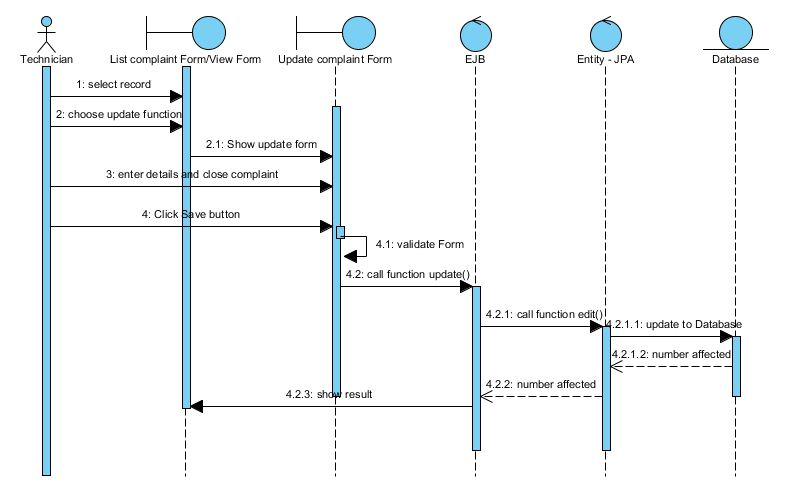 Technician
List complaint Form/View Form
Update complaint Form
EJB
Entity - JPA
Database
1: select record
2: choose update function
2.1: Show update form
3: enter details and close complaint
4: Click Save button
4.1: validate Form
4.2: call function update()
4.2.1: call function edit()
4.2.1.1: update to Database
4.2.1.2: number affected
4.2.2: number affected
4.2.3: show result